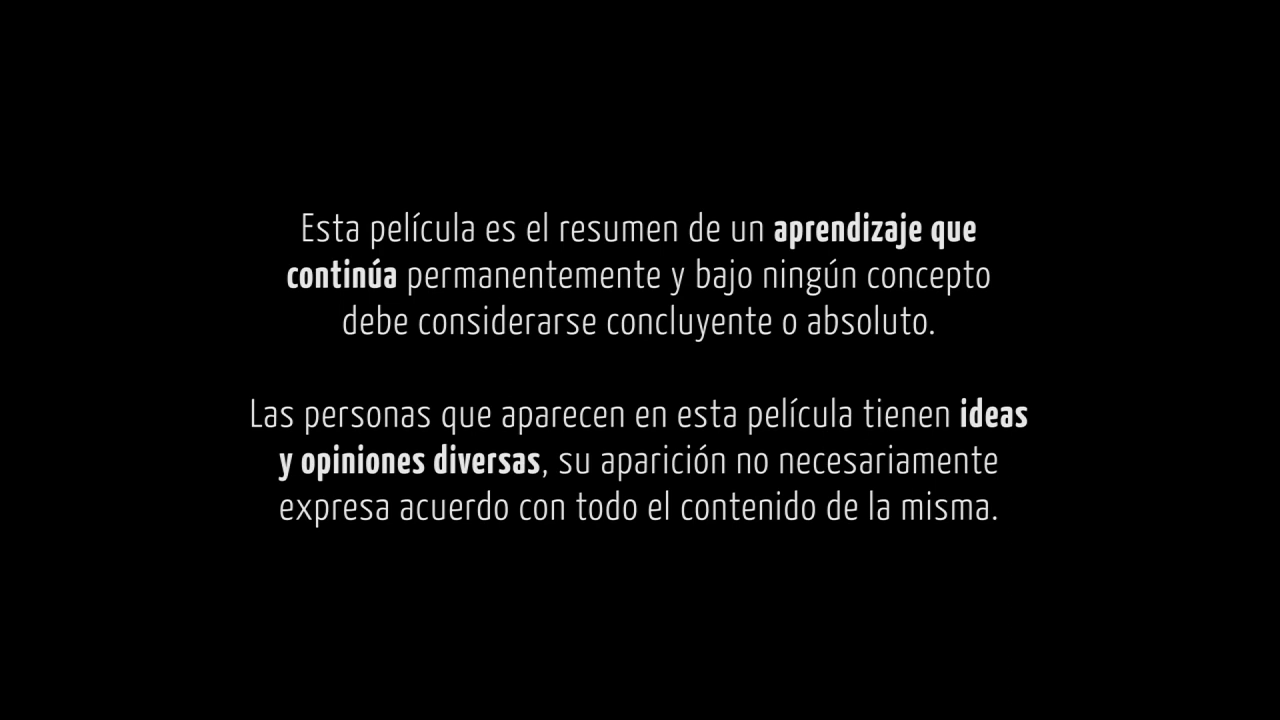 Esta película es el resumen de un aprendizaje que
continúa permanentemente y bajo ningún concepto
debe considerarse concluyente o absoluto.
Las personas que aparecen en esta película tienen ideas
y opiniones diversas, su aparición no necesariamente
expresa acuerdo con todo el contenido de la misma.